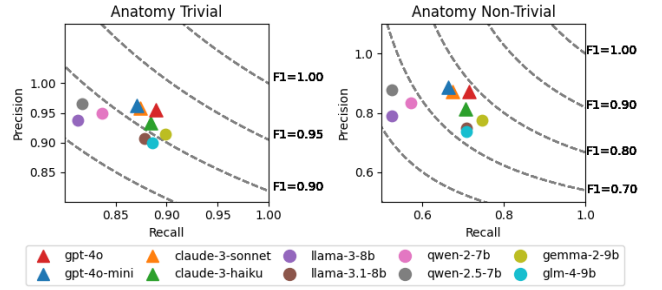 Anatomy Trivial
Precision
1.00
0.95
0.90
0.85
0.85
0.90
0.95
1.00
Recall
F1=1.00
F1=0.95
F1=0.90
Anatomy Non-Trivial
Precision
1.0
0.8
0.6
0.6
0.8
1.0
Recall
F1=1.00
F1=0.90
F1=0.80
F1=0.70
gpt-4o
claude-3-sonnet
llama-3-8b
qwen-2-7b
gemma-2-9b
gpt-4o-mini
claude-3-haiku
llama-3.1-8b
qwen-2.5-7b
glm-4-9b